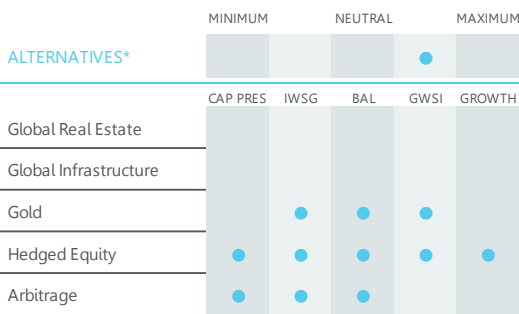 MINIMUM NEUTRAL MAXIMUM
ALTERNATIVES*
CAP PRES IWSG BAL GWSI GROWTH
Global Real Estate
Global Infrastructure
Gold
Hedged Equity
Arbitrage